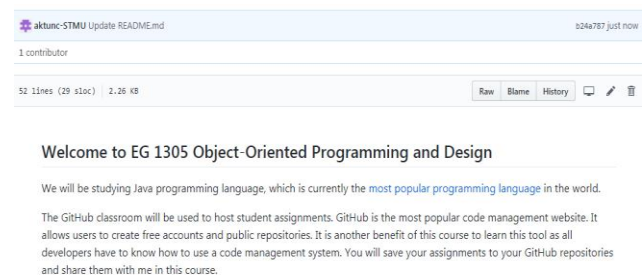 aktunc-STMU Update README.md b24a787 just now
1 contributor
52 lines (29 sloc) 2.26 KB Raw Blame History
Welcome to EG 1305 Object-Oriented Programming and Design
We will be studying Java programming language, which is currently the most popular programming language in the world.
The GitHub classroom will be used to host student assignments. GitHub is the most popular code management website. It
allows users to create free accounts and public repositories. It is another benefit of this course to learn this tool as all
developers have to know how to use a code management system. You will save your assignments to your GitHub repositories
and share them with me in this course.